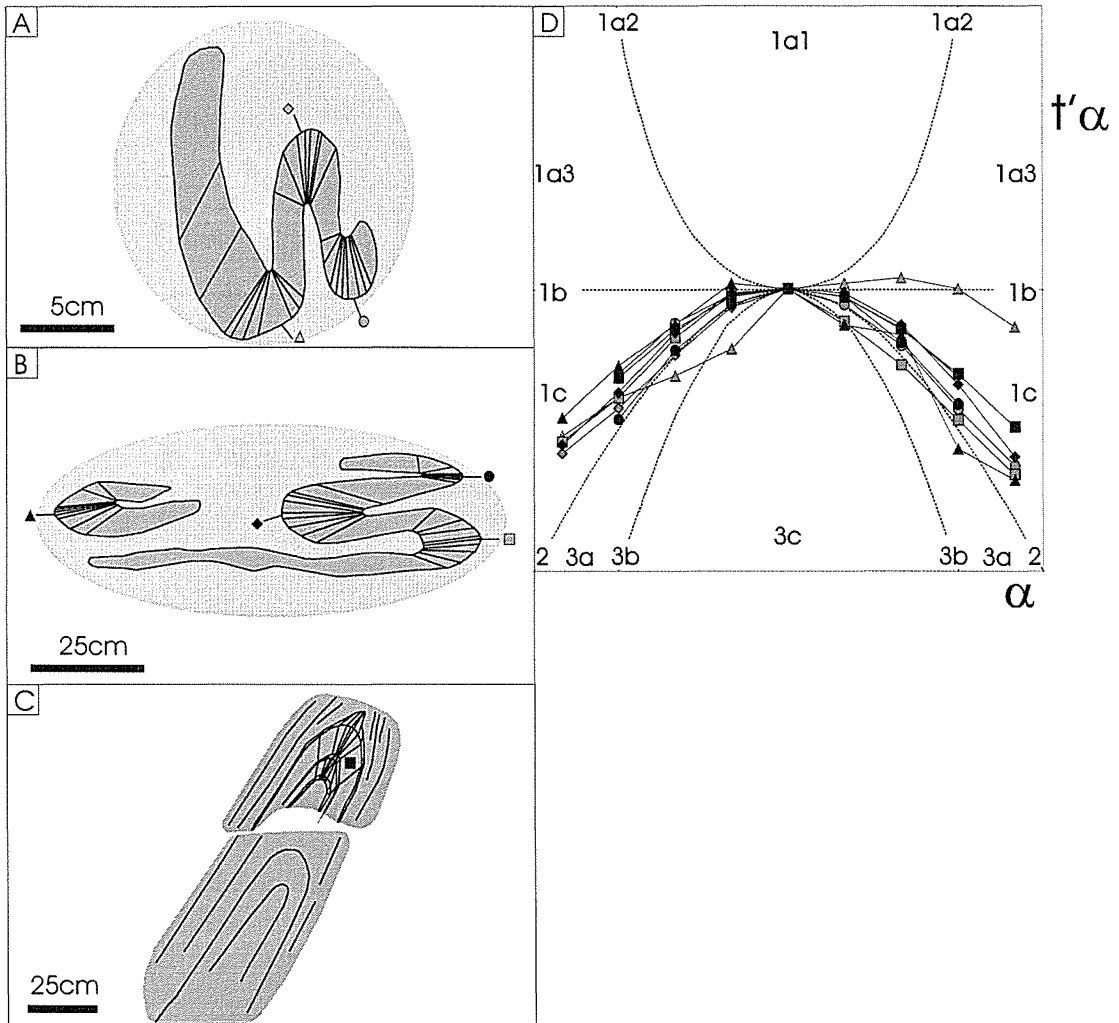 A
5cm
B
25cm
C
25cm
D
1a2 1a1 1a2
t'α
1a3 1a3
1b 1b
1c 1c
2 3a 3b 3c 3b 3a 2
α